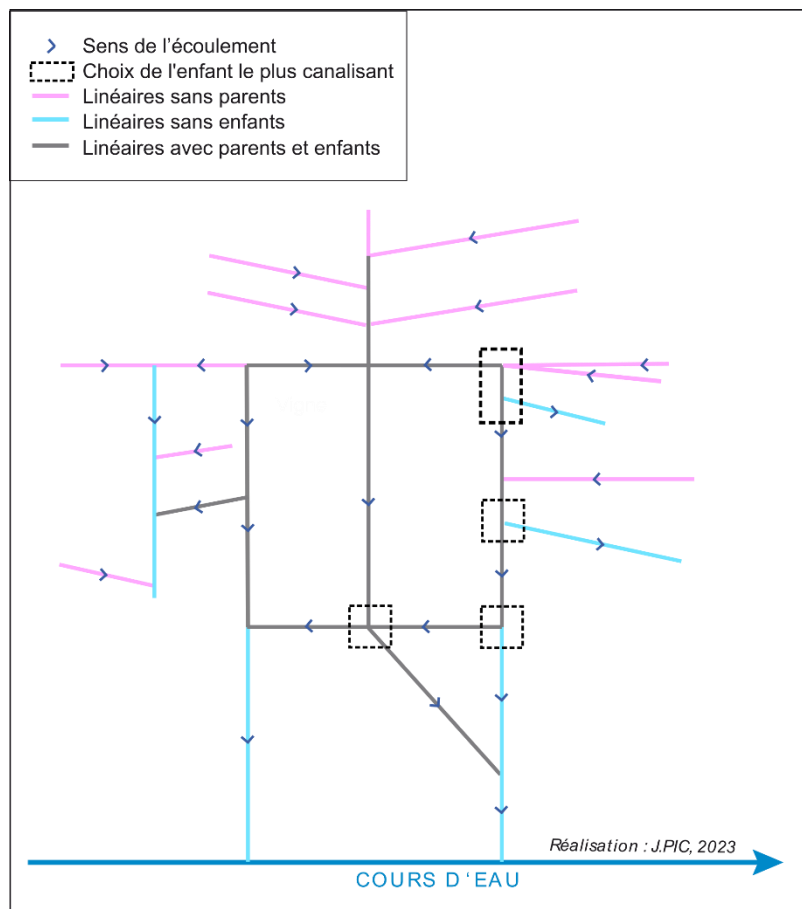 Sens de l'écoulement
Choix de l'enfant le plus canalisant
Linéaires sans parents
Linéaires sans enfants
Linéaires avec parents et enfants
Réalisation : J.PIC, 2023
COURS D'EAU